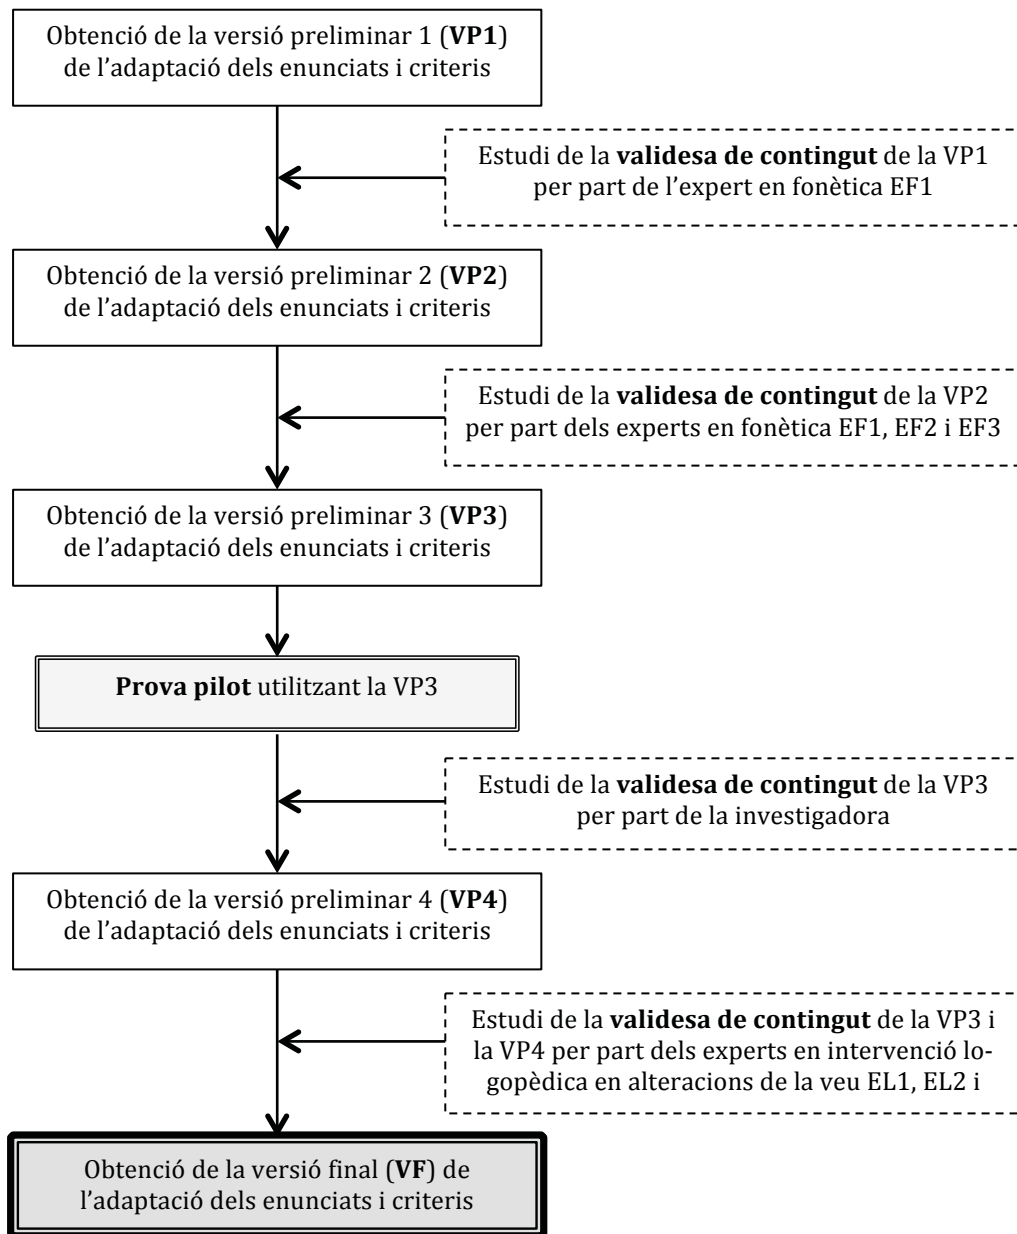 Obtenció de la versió preliminar 1 (VP1)
de l’adaptació dels enunciats i criteris
Estudi de la validesa de contingut de la VP1
per part de l’expert en fonètica EF1
Obtenció de la versió preliminar 2 (VP2)
de l’adaptació dels enunciats i criteris
Estudi de la validesa de contingut de la VP2
per part dels experts en fonètica EF1, EF2 i EF3
Obtenció de la versió preliminar 3 (VP3)
de l’adaptació dels enunciats i criteris
Prova pilot utilitzant la VP3
Estudi de la validesa de contingut de la VP3
per part de la investigadora
Obtenció de la versió preliminar 4 (VP4)
de l’adaptació dels enunciats i criteris
Estudi de la validesa de contingut de la VP3 i
la VP4 per part dels experts en intervenció lo-
gopèdica en alteracions de la veu EL1, EL2 i
Obtenció de la versió final (VF) de
l’adaptació dels enunciats i criteris